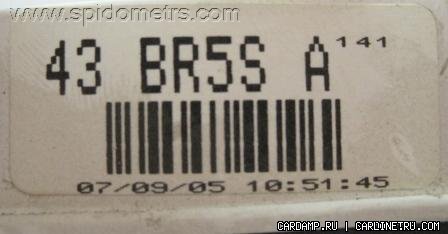 www.spidometrs.com
43 BR5S A 141
07/09/05 10:51:45
CARDAMP.RU | CARDINETRU.COM